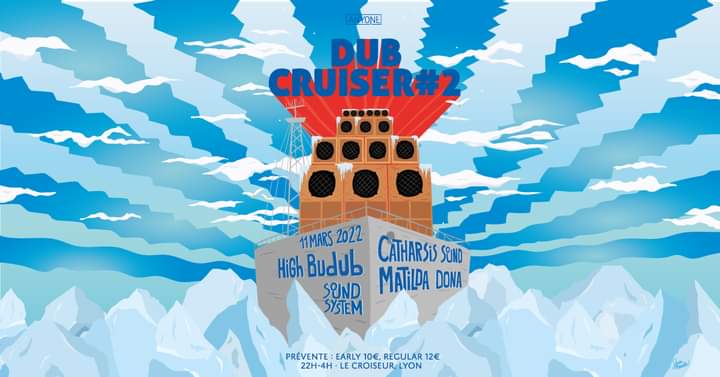 ANYONE
DUB
CRUISER#2
11 MARS 2022
HIGH BUDUB
SOUND
SYSTEM
CATHARSIS SOUND
MATILDA DONA
PRÉVENTE : EARLY 10€, REGULAR 12€
22H-4H - LE CROISEUR, LYON